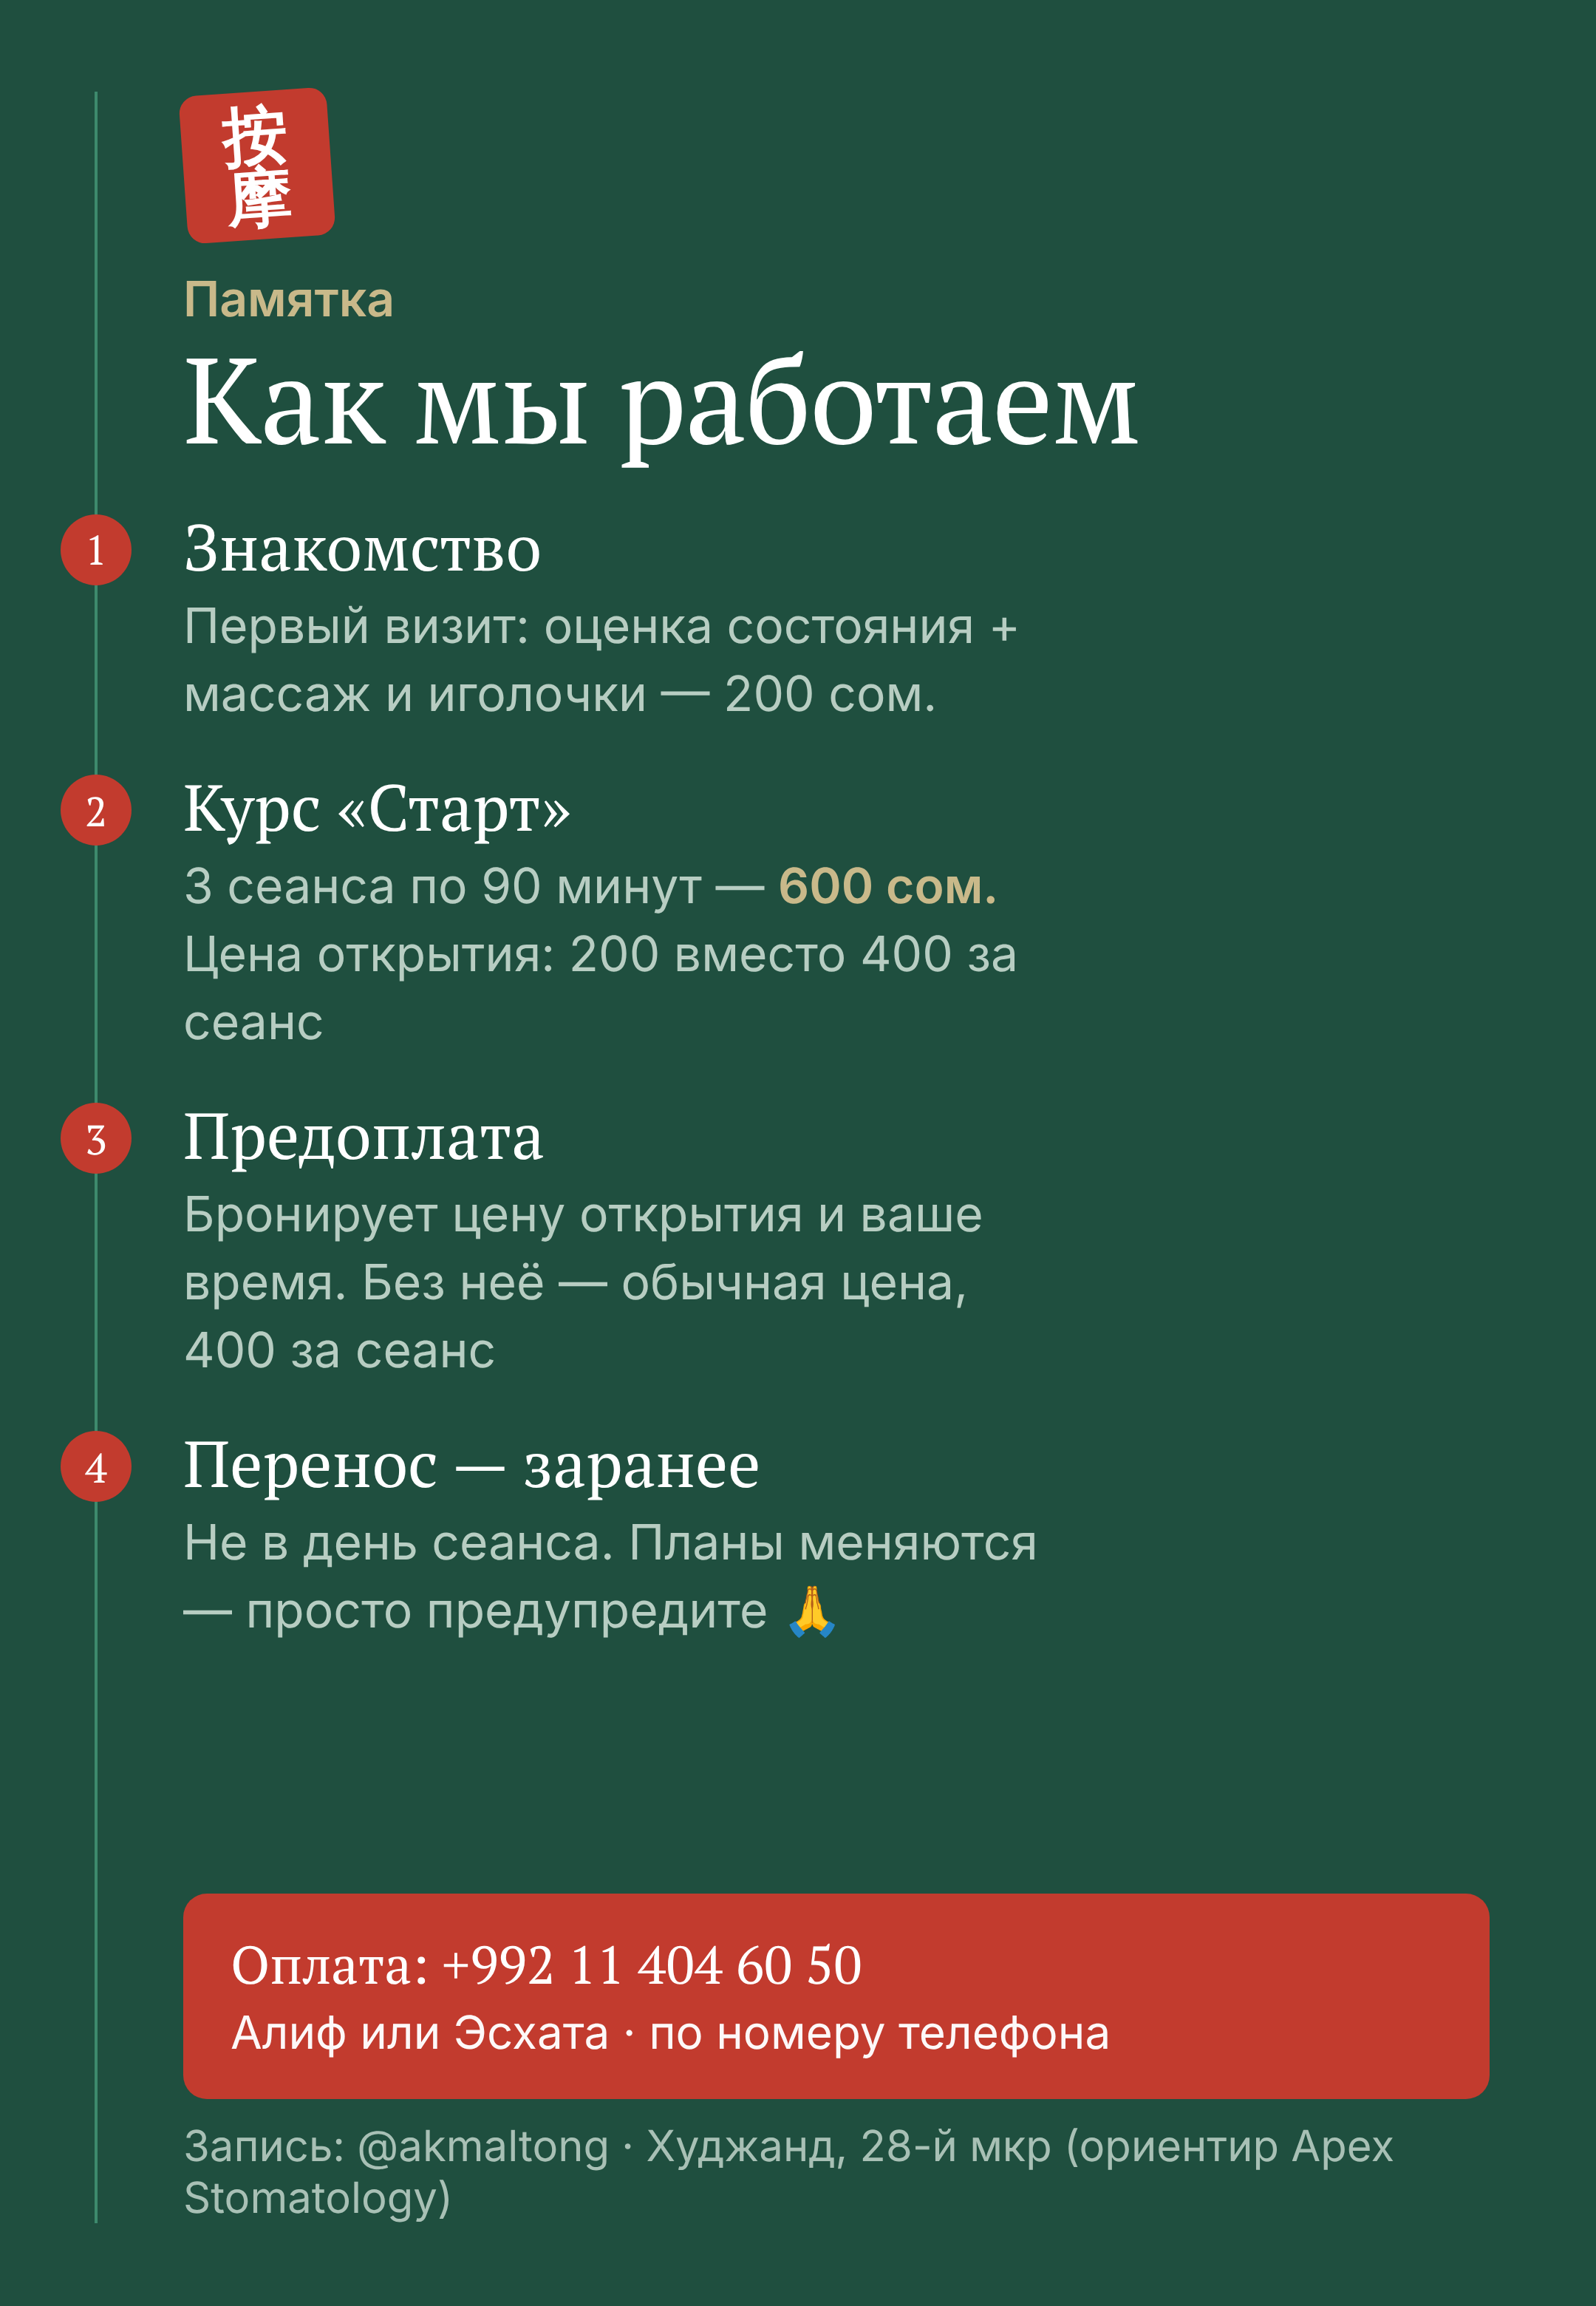 按
摩
Памятка
Как мы работаем
1
Знакомство
Первый визит: оценка состояния +
массаж и иголочки — 200 сом.
2
Курс «Старт»
3 сеанса по 90 минут — 600 сом.
Цена открытия: 200 вместо 400 за
сеанс
3
Предоплата
Бронирует цену открытия и ваше
время. Без неё — обычная цена,
400 за сеанс
4
Перенос — заранее
Не в день сеанса. Планы меняются
— просто предупредите 🙏
Оплата: +992 11 404 60 50
Алиф или Эсхата · по номеру телефона
Запись: @akmaltong · Худжанд, 28-й мкр (ориентир Apex
Stomatology)